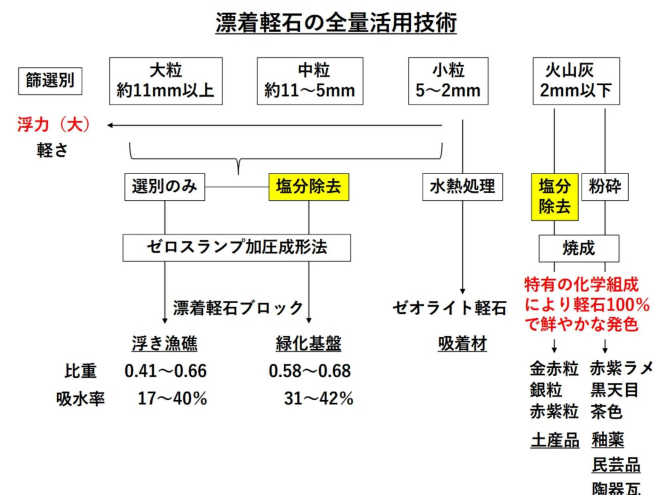 漂着軽石の全量活用技術
篩選別
大粒
約11mm以上
中粒
約11～5mm
小粒
5～2mm
火山灰
2mm以下
浮力（大）
軽さ
選別のみ
塩分除去
水熱処理
塩分
除去
粉砕
ゼロスランプ加圧成形法
焼成
漂着軽石ブロック
ゼオライト軽石
特有の化学組成
により軽石100%
で鮮やかな発色
浮き漁礁
緑化基盤
吸着材
比重
0.41～0.66
0.58～0.68
吸水率
17～40%
31～42%
金赤粒
銀粒
赤紫粒
土産品
赤紫ラメ
黒天目
茶色
釉薬
民芸品
陶器瓦